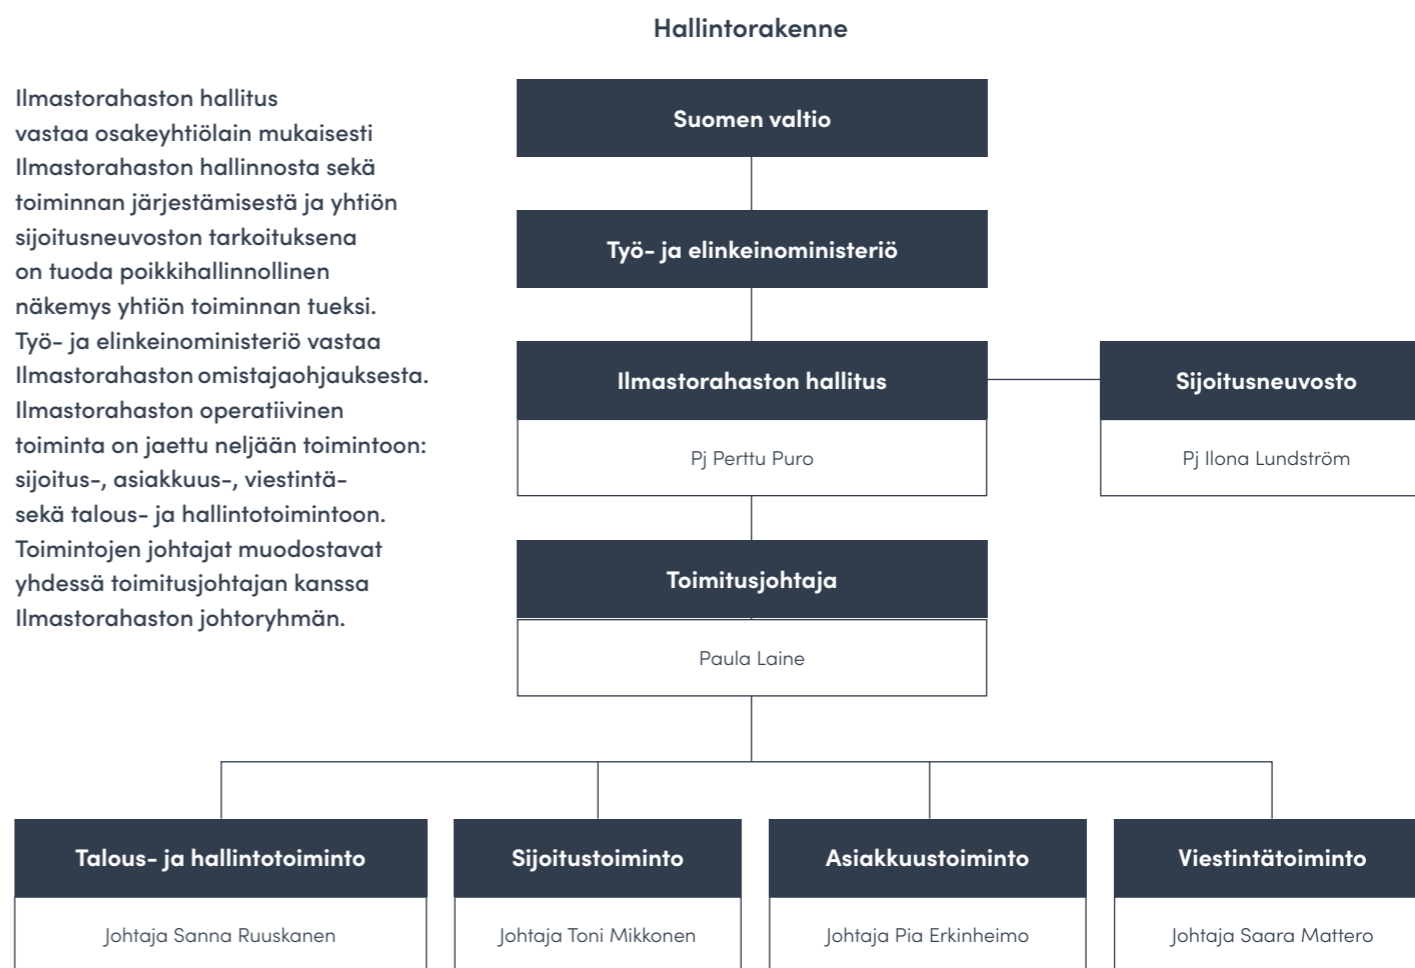 Hallintorakenne
Ilmastorahaston hallitus
vastaa osakeyhtiölain mukaisesti
Ilmastorahaston hallinnosta sekä
toiminnan järjestämisestä ja yhtiön
sijoitusneuvoston tarkoituksena
on tuoda poikkihallinnollinen
näkemys yhtiön toiminnan tueksi.
Työ- ja elinkeinoministeriö vastaa
Ilmastorahaston omistajaohjauksesta.
Ilmastorahaston operatiivinen
toiminta on jaettu neljään toimintoon:
sijoitus-, asiakkuus-, viestintä-
sekä talous- ja hallintotoimintoon.
Toimintojen johtajat muodostavat
yhdessä toimitusjohtajan kanssa
Ilmastorahaston johtoryhmän.
Suomen valtio
Työ- ja elinkeinoministeriö
Ilmastorahaston hallitus
Pj Perttu Puro
Sijoitusneuvosto
Pj Ilona Lundström
Toimitusjohtaja
Paula Laine
Talous- ja hallintotoiminto
Johtaja Sanna Ruuskanen
Sijoitustoiminto
Johtaja Toni Mikkonen
Asiakkuustoiminto
Johtaja Pia Erkinheimo
Viestintätoiminto
Johtaja Saara Mattero